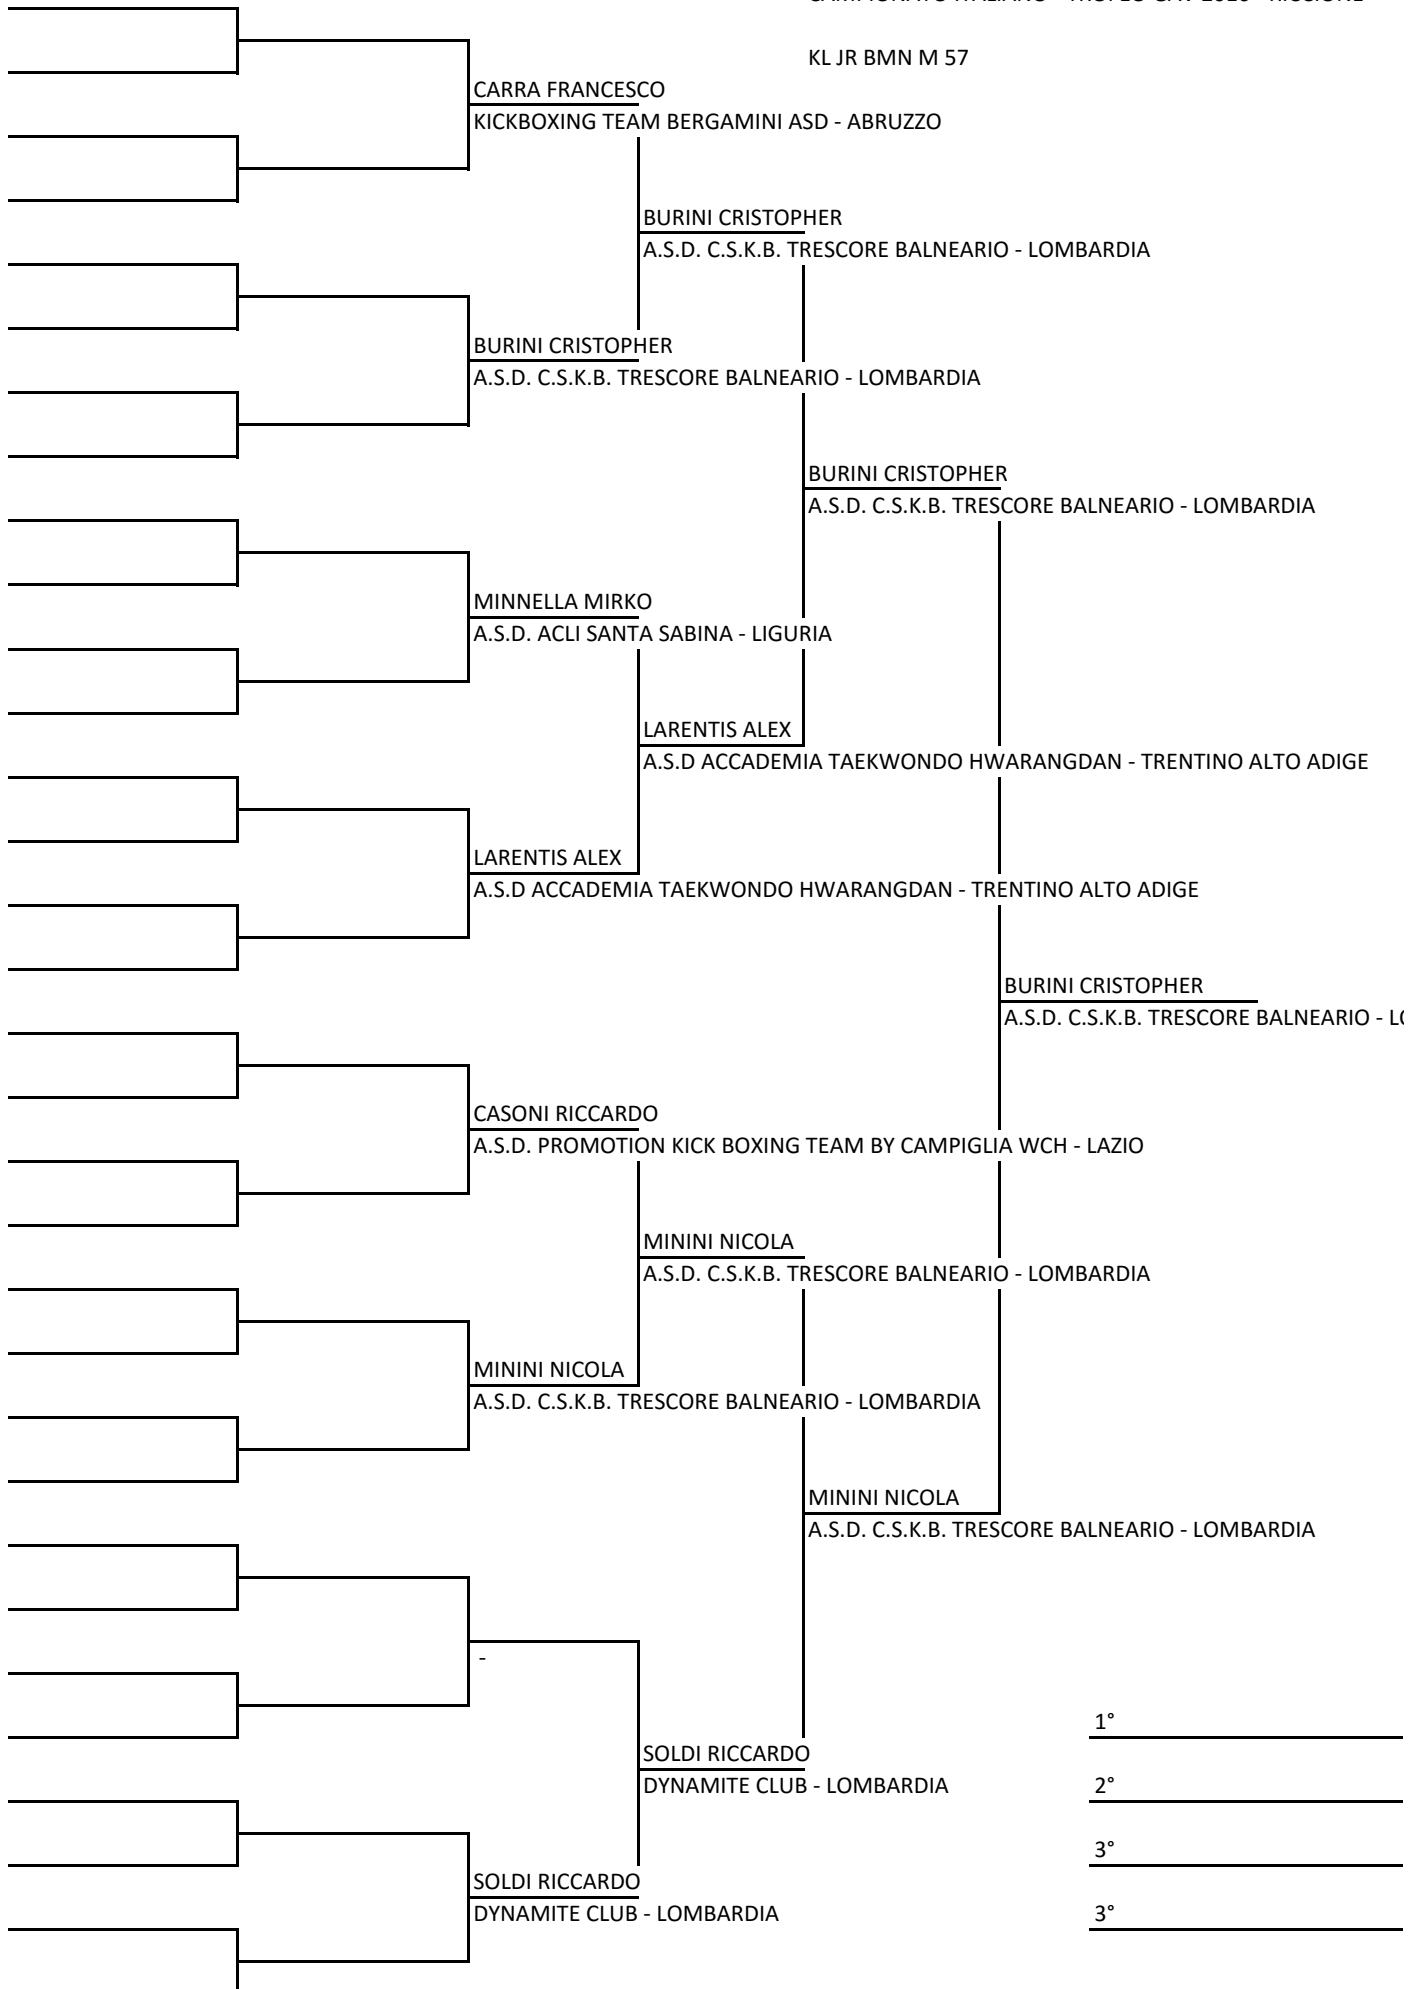 KL JR BMN M 57
CARRA FRANCESCO
KICKBOXING TEAM BERGAMINI ASD - ABRUZZO
BURINI CRISTOPHER
A.S.D. C.S.K.B. TRESCORE BALNEARIO - LOMBARDIA
BURINI CRISTOPHER
A.S.D. C.S.K.B. TRESCORE BALNEARIO - LOMBARDIA
BURINI CRISTOPHER
A.S.D. C.S.K.B. TRESCORE BALNEARIO - LOMBARDIA
MINNELLA MIRKO
A.S.D. ACLI SANTA SABINA - LIGURIA
LARENTIS ALEX
A.S.D ACCADEMIA TAEKWONDO HWARANGDAN - TRENTINO ALTO ADIGE
LARENTIS ALEX
A.S.D ACCADEMIA TAEKWONDO HWARANGDAN - TRENTINO ALTO ADIGE
BURINI CRISTOPHER
A.S.D. C.S.K.B. TRESCORE BALNEARIO -
CASONI RICCARDO
A.S.D. PROMOTION KICK BOXING TEAM BY CAMPIGLIA WCH - LAZIO
MININI NICOLA
A.S.D. C.S.K.B. TRESCORE BALNEARIO - LOMBARDIA
MININI NICOLA
A.S.D. C.S.K.B. TRESCORE BALNEARIO - LOMBARDIA
MININI NICOLA
A.S.D. C.S.K.B. TRESCORE BALNEARIO - LOMBARDIA
-
1°
SOLDI RICCARDO
DYNAMITE CLUB - LOMBARDIA
2°
3°
SOLDI RICCARDO
DYNAMITE CLUB - LOMBARDIA
3°